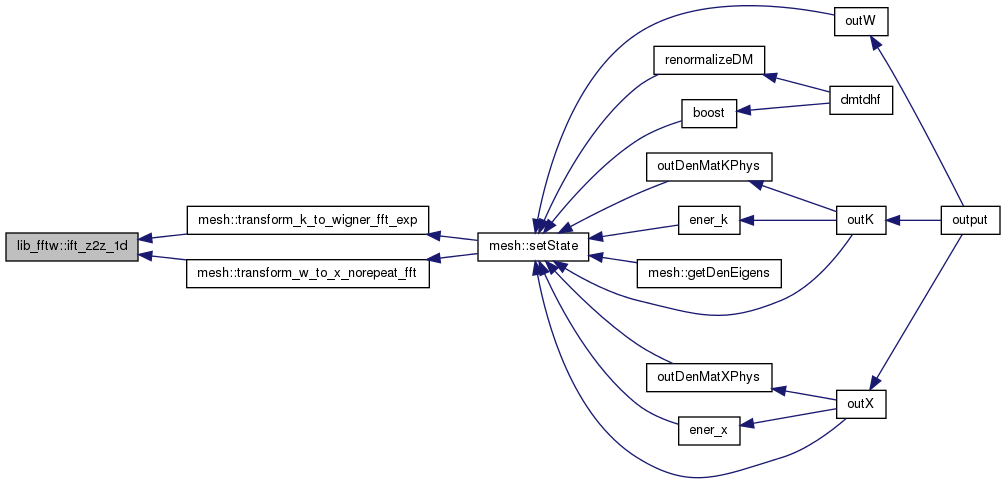 lib_fftw::ift_z2z_1d
mesh::transform_k_to_wigner_fft_exp
mesh::transform_w_to_x_norepeat_fft
mesh::setState
outW
renormalizeDM
boost
dmtdhf
outDenMatKPhys
ener_k
mesh::getDenEigens
outK
output
outDenMatXPhys
ener_x
outX